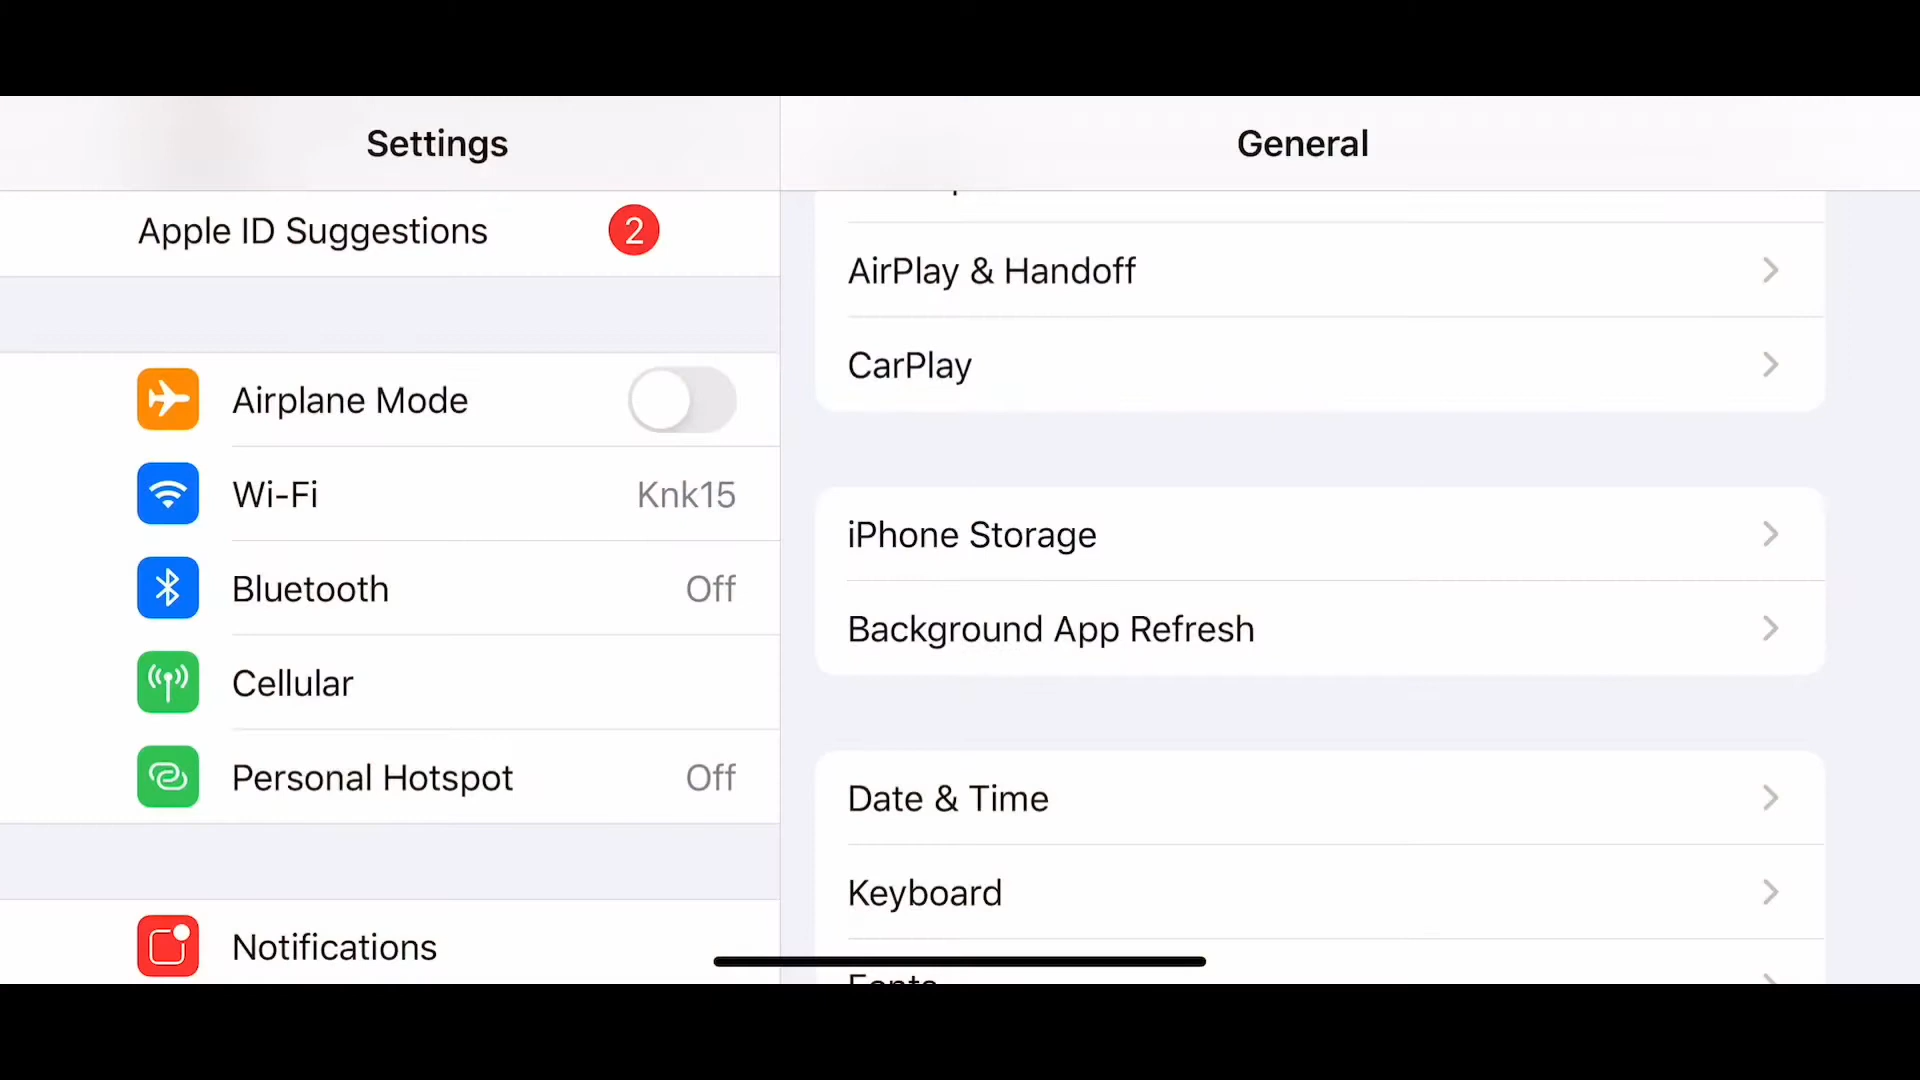 Settings
General
Apple ID Suggestions 2
Airplane Mode
Wi-Fi Knk15
Bluetooth Off
Cellular
Personal Hotspot Off
Notifications
AirPlay & Handoff
CarPlay
iPhone Storage
Background App Refresh
Date & Time
Keyboard
Fonts